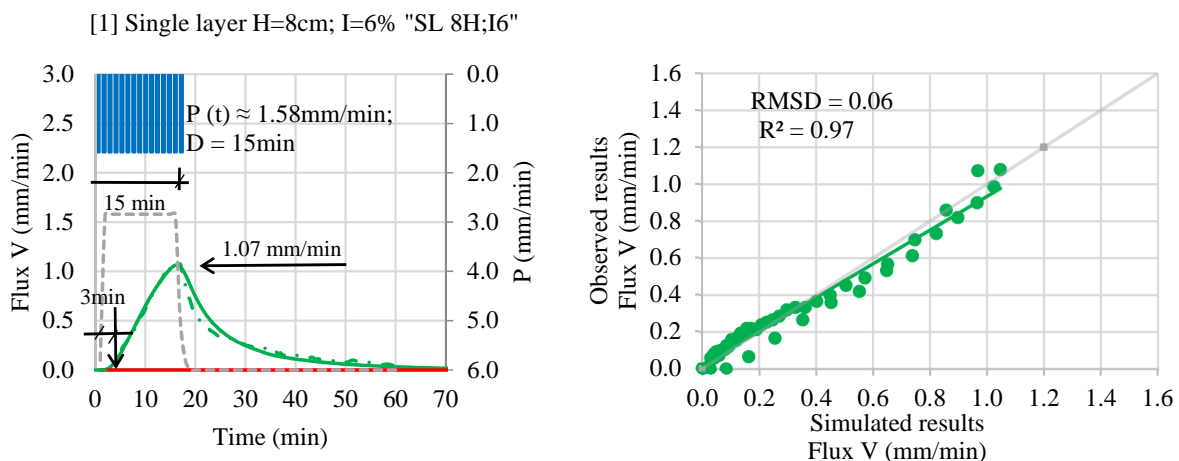 [1] Single layer H=8cm; I=6% "SL 8H;I6"
3.0
2.5
2.0
1.5
1.0
0.5
0.0
Flux V (mm/min)
0.0
1.0
2.0
3.0
4.0
5.0
6.0
P (mm/min)
P (t) ≈ 1.58mm/min;
D = 15min
15 min
1.07 mm/min
3min
0 10 20 30 40 50 60 70
Time (min)
1.6
1.4
1.2
1.0
0.8
0.6
0.4
0.2
0.0
Observed results
Flux V (mm/min)
RMSD = 0.06
R² = 0.97
0.0 0.2 0.4 0.6 0.8 1.0 1.2 1.4 1.6
Simulated results
Flux V (mm/min)